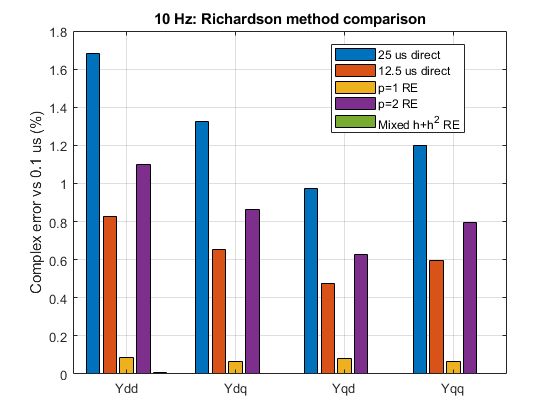 10 Hz: Richardson method comparison
Complex error vs 0.1 us (%)
1.8
1.6
1.4
1.2
1
0.8
0.6
0.4
0.2
0
25 us direct
12.5 us direct
p=1 RE
p=2 RE
Mixed h+h² RE
Ydd
Ydq
Yqd
Yqq